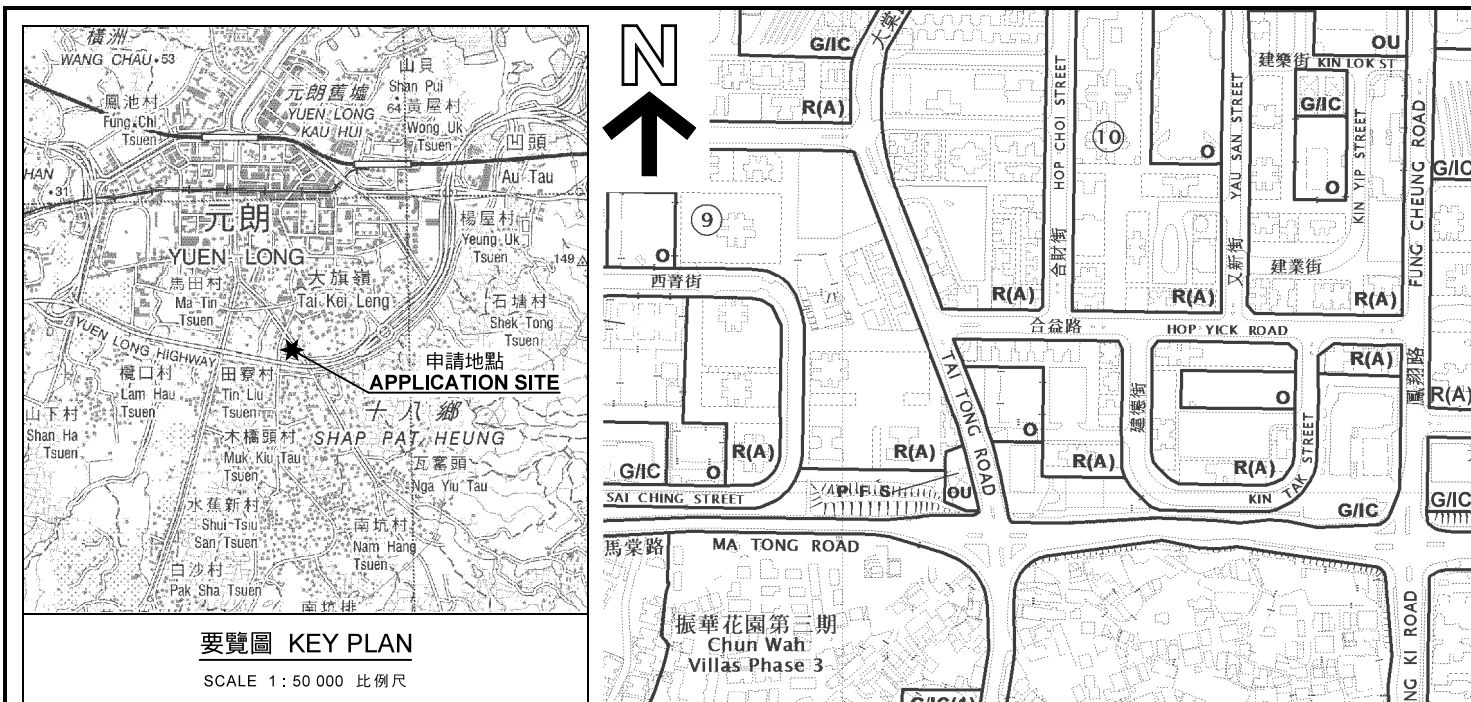 橫洲
WANG CHAU
53
鳳池村
Fung Chi
Tsuen
元朗舊墟
YUEN LONG
KAU HUI
山貝
Shan Pui
64
黃屋村
Wong Uk
Tsuen
凹頭
Au Tau
HAN
31
元朗
YUEN LONG
楊屋村
Yeung Uk
Tsuen
149
馬田村
Ma Tin
Tsuen
大旗嶺
Tai Kei Leng
石塘村
Shek Tong
Tsuen
YUEN LONG HIGHWAY
申請地點
APPLICATION SITE
欖口村
Lam Hau
Tsuen
田寮村
Tin Liu
Tsuen
十八鄉
SHAP PAT HEUNG
山下村
Shan Ha
Tsuen
木橋頭村
Muk Kiu Tau
Tsuen
瓦窰頭
Nga Yiu Tau
水蕉新村
Shui Tsiu
San Tsuen
南坑村
Nam Hang
Tsuen
白沙村
Pak Sha Tsuen
南坑排
要覽圖 KEY PLAN
SCALE 1 : 50 000 比例尺
N
G/IC
R(A)
HOP CHOI STREET
合財街
10
O
YAU SAN STREET
又新街
建樂街
KIN LOK ST
OU
G/IC
O
KIN YIP STREET
建業街
FUNG CHEUNG ROAD
鳳翔路
G/IC
9
O
西菁街
R(A)
R(A)
R(A)
合益路
HOP YICK ROAD
TAI TONG ROAD
建德街
R(A)
R(A)
O
O
R(A)
R(A)
R(A)
R(A)
KIN TAK STREET
G/IC
O
SAI CHING STREET
P F S
OU
G/IC
G/IC
馬棠路
MA TONG ROAD
振華花園第三期
Chun Wah
Villas Phase 3
G/IC(1)
NG KI ROAD